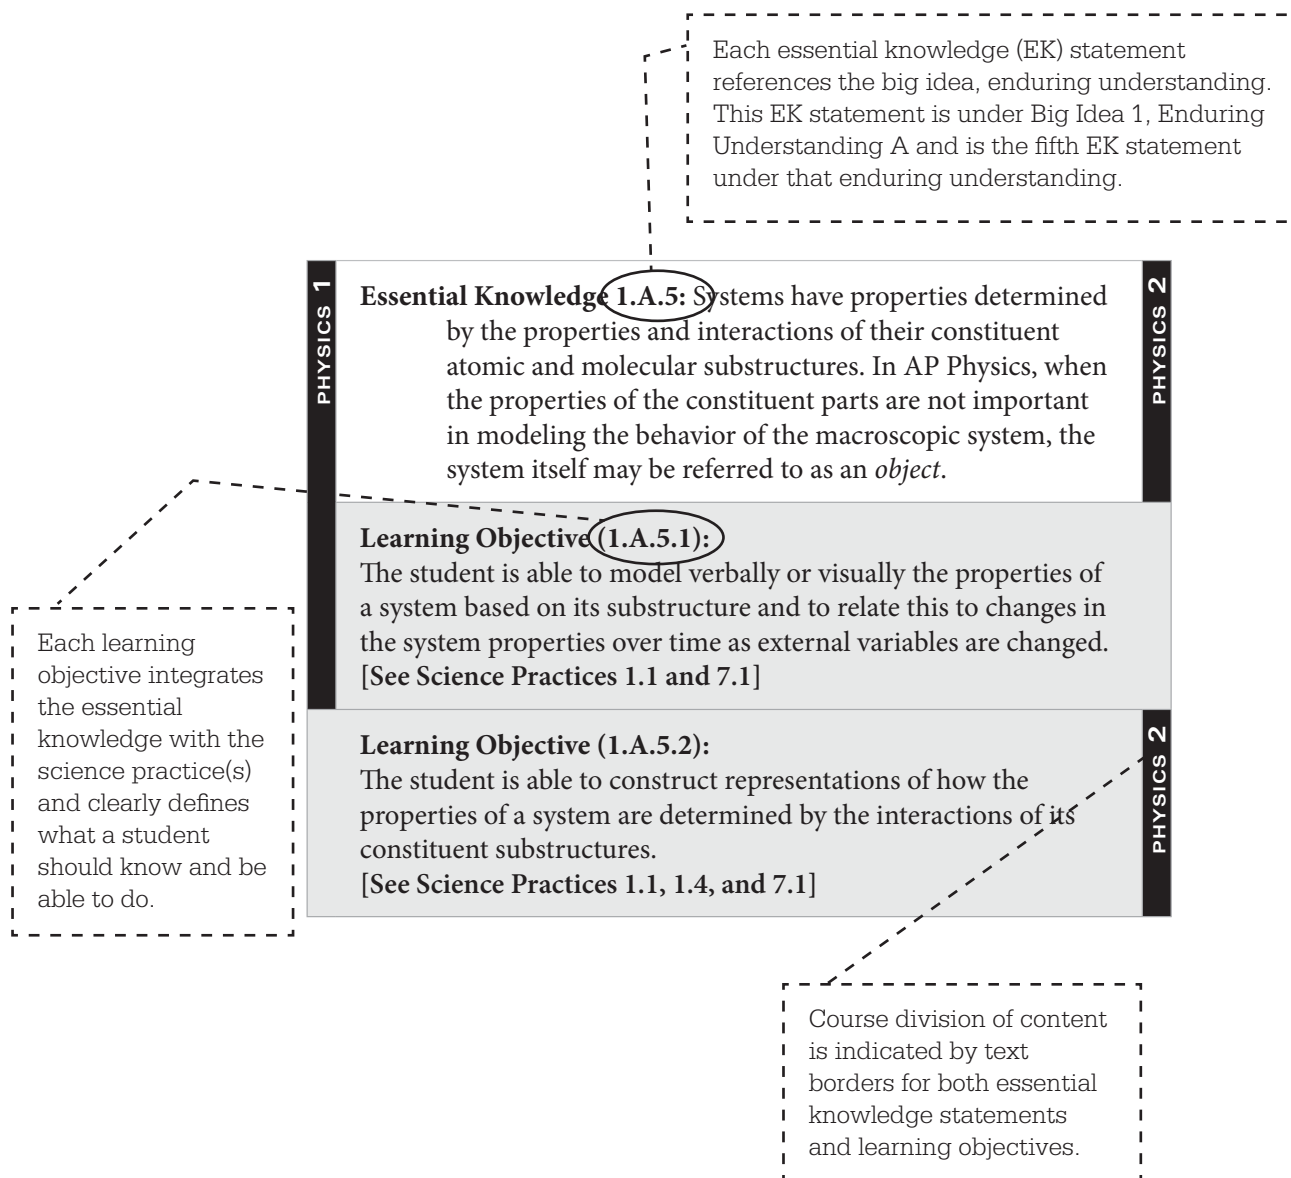 Each essential knowledge (EK) statement
references the big idea, enduring understanding.
This EK statement is under Big Idea 1, Enduring
Understanding A and is the fifth EK statement
under that enduring understanding.
PHYSICS 1
Essential Knowledge 1.A.5: Systems have properties determined
by the properties and interactions of their constituent
atomic and molecular substructures. In AP Physics, when
the properties of the constituent parts are not important
in modeling the behavior of the macroscopic system, the
system itself may be referred to as an object.
PHYSICS 2
Learning Objective (1.A.5.1):
The student is able to model verbally or visually the properties of
a system based on its substructure and to relate this to changes in
the system properties over time as external variables are changed.
[See Science Practices 1.1 and 7.1]
Each learning
objective integrates
the essential
knowledge with the
science practice(s)
and clearly defines
what a student
should know and be
able to do.
Learning Objective (1.A.5.2):
The student is able to construct representations of how the
properties of a system are determined by the interactions of its
constituent substructures.
[See Science Practices 1.1, 1.4, and 7.1]
PHYSICS 2
Course division of content
is indicated by text
borders for both essential
knowledge statements
and learning objectives.